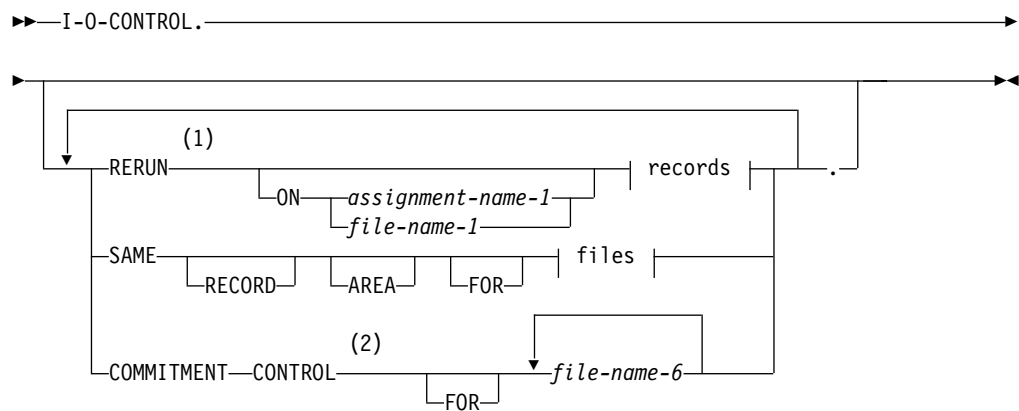 I-O-CONTROL.
(1)
RERUN records .
ON assignment-name-1
file-name-1
SAME files
RECORD AREA FOR
(2)
COMMITMENT CONTROL file-name-6
FOR